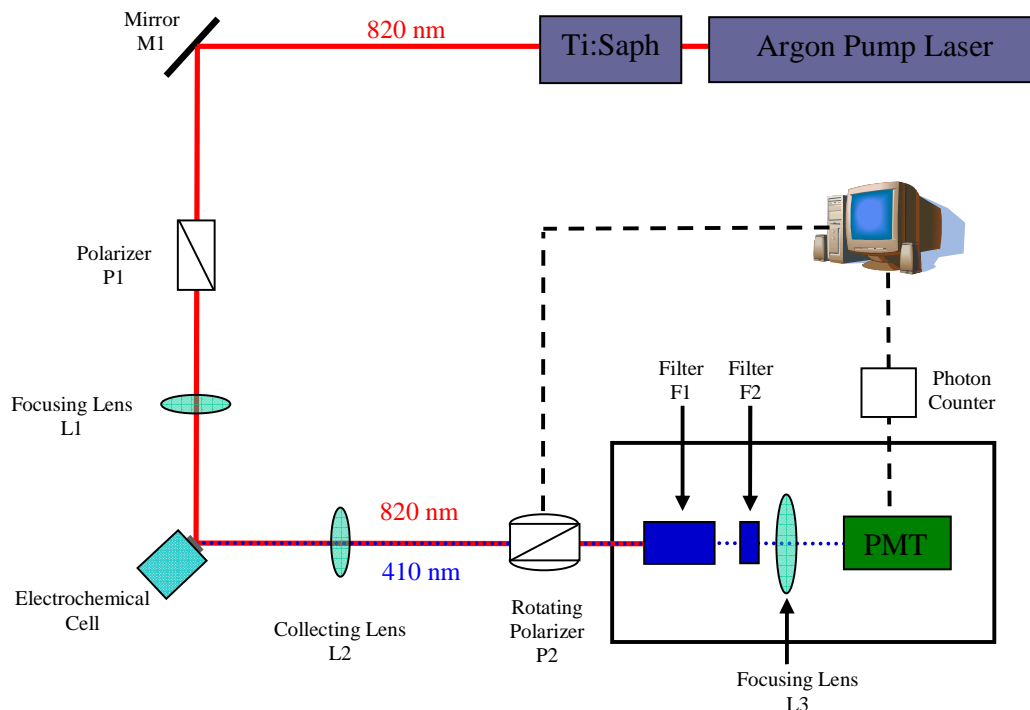 Mirror
M1
820 nm
Ti:Saph
Argon Pump Laser
Polarizer
P1
Focusing Lens
L1
Filter
F1
Filter
F2
Photon
Counter
820 nm
410 nm
PMT
Electrochemical
Cell
Collecting Lens
L2
Rotating
Polarizer
P2
Focusing Lens
L3